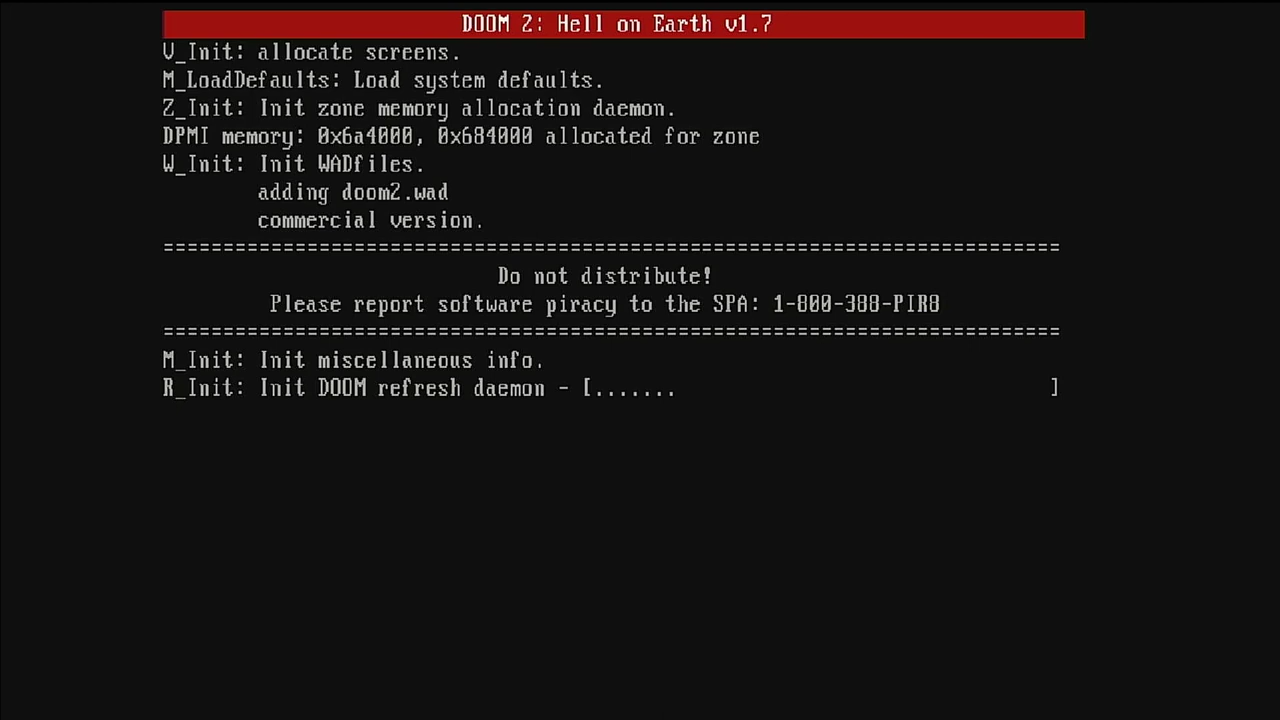 DOOM 2: Hell on Earth v1.7
V_Init: allocate screens.
M_LoadDefaults: Load system defaults.
Z_Init: Init zone memory allocation daemon.
DPMI memory: 0x6a4000, 0x684000 allocated for zone
W_Init: Init WADfiles.
        adding doom2.wad
        commercial version.
===========================================================================
Do not distribute!
Please report software piracy to the SPA: 1-800-388-PIR8
===========================================================================
M_Init: Init miscellaneous info.
R_Init: Init DOOM refresh daemon - [.......                               ]